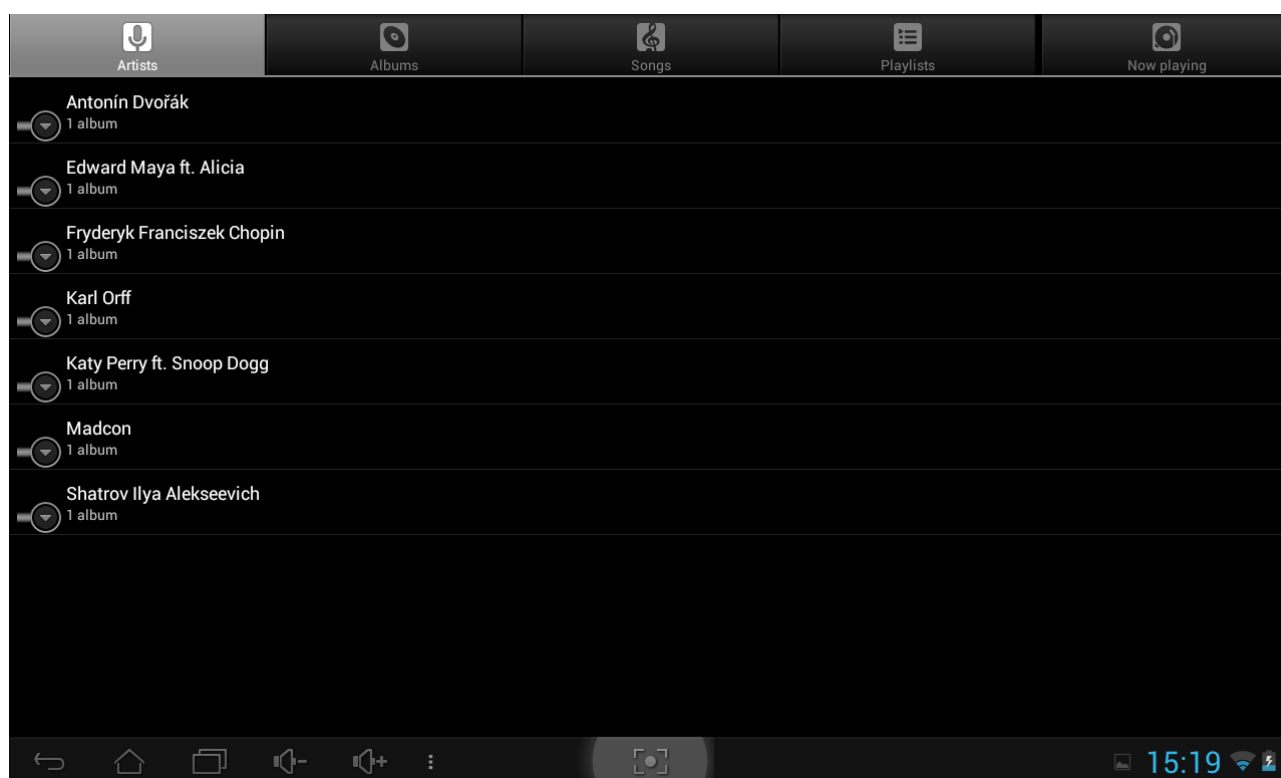 Artists
Albums
Songs
Playlists
Now playing
Antonín Dvořák
1 album
Edward Maya ft. Alicia
1 album
Fryderyk Franciszek Chopin
1 album
Karl Orff
1 album
Katy Perry ft. Snoop Dogg
1 album
Madcon
1 album
Shatrov Ilya Alekseevich
1 album
15:19